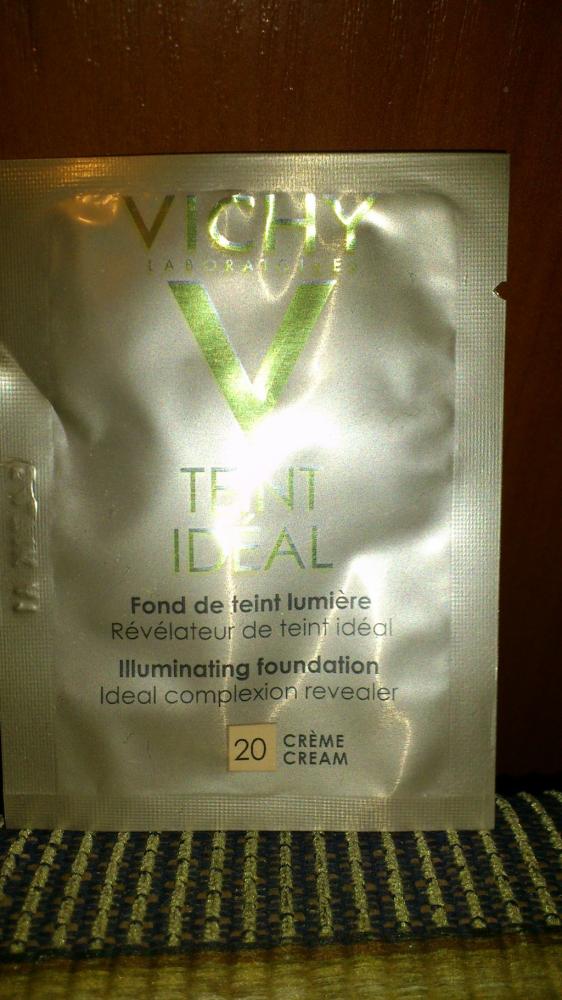 VICHY
LABORATOIRES
V
TEINT
IDÉAL
Fond de teint lumière
Révélateur de teint idéal
Illuminating foundation
Ideal complexion revealer
20 CRÈME
CREAM